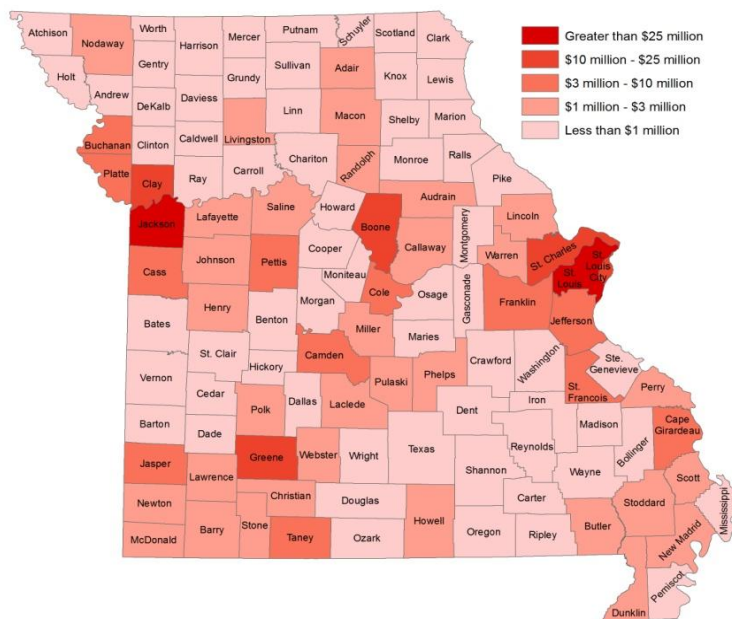 Greater than $25 million
$10 million - $25 million
$3 million - $10 million
$1 million - $3 million
Less than $1 million
Atchison
Nodaway
Worth
Harrison
Mercer
Putnam
Schuyler
Scotland
Clark
Holt
Gentry
Grundy
Sullivan
Adair
Knox
Lewis
Andrew
DeKalb
Daviess
Linn
Macon
Shelby
Marion
Buchanan
Clinton
Caldwell
Livingston
Chariton
Randolph
Monroe
Ralls
Platte
Clay
Ray
Carroll
Pike
Jackson
Lafayette
Saline
Howard
Boone
Audrain
Montgomery
Lincoln
Cass
Johnson
Pettis
Cooper
Moniteau
Callaway
Warren
St. Charles
St. Louis
St.
Louis
City
Cole
Osage
Gasconade
Franklin
Jefferson
Bates
Henry
Benton
Morgan
Miller
Maries
St. Clair
Hickory
Camden
Pulaski
Phelps
Crawford
Washington
Ste.
Genevieve
St.
Francois
Perry
Vernon
Cedar
Polk
Dallas
Laclede
Dent
Iron
Madison
Bollinger
Cape
Girardeau
Barton
Dade
Greene
Webster
Wright
Texas
Reynolds
Shannon
Wayne
Jasper
Lawrence
Christian
Douglas
Carter
Stoddard
Scott
Mississippi
Newton
Barry
Stone
Taney
Ozark
Howell
Oregon
Ripley
Butler
New Madrid
McDonald
Pemiscot
Dunklin